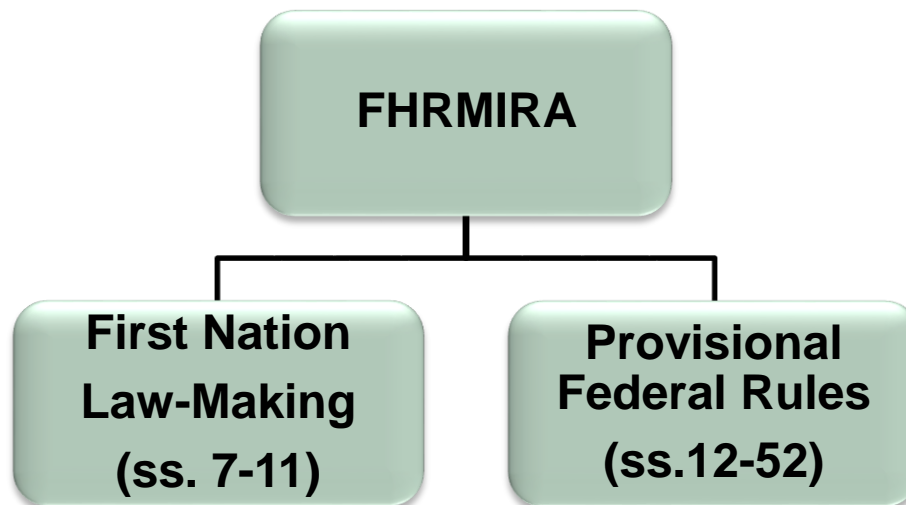 FHRMIRA
First Nation
Law-Making
(ss. 7-11)
Provisional
Federal Rules
(ss.12-52)